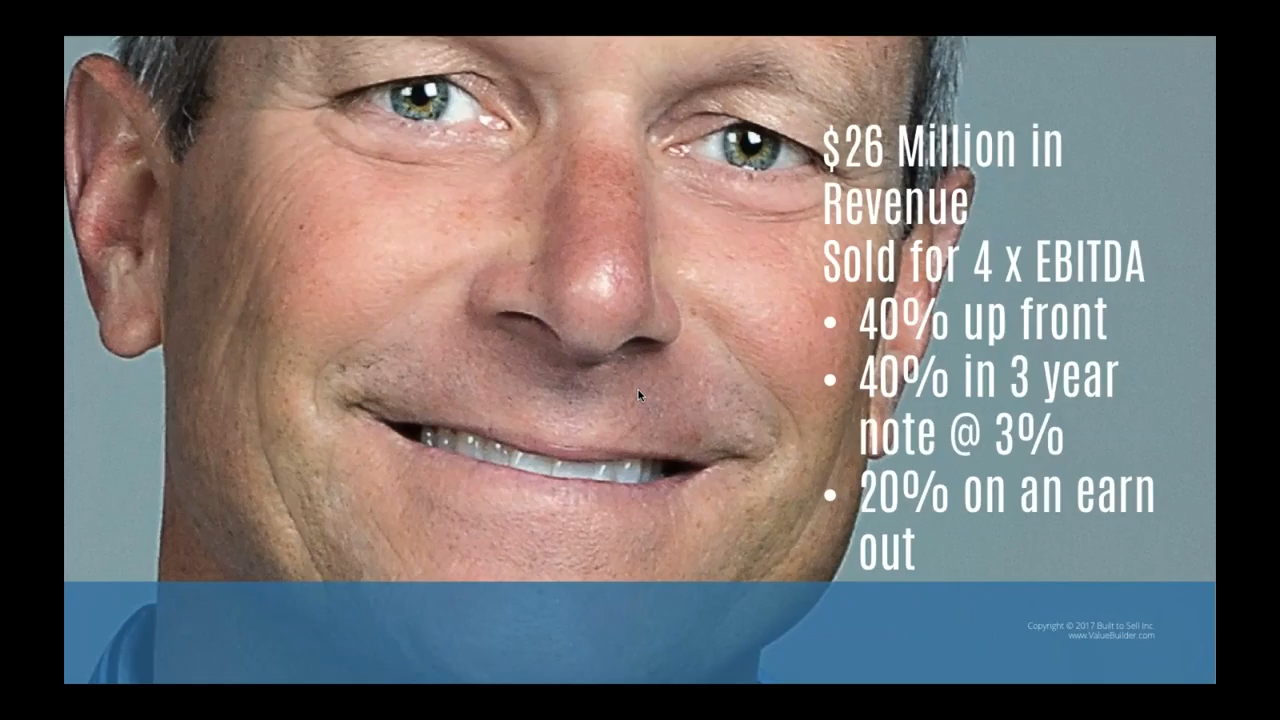 $26 Million in
Revenue
Sold for 4 x EBITDA
• 40% up front
• 40% in 3 year
note @ 3%
• 20% on an earn
out
Copyright © 2017 Built to Sell Inc.
www.ValueBuilder.com